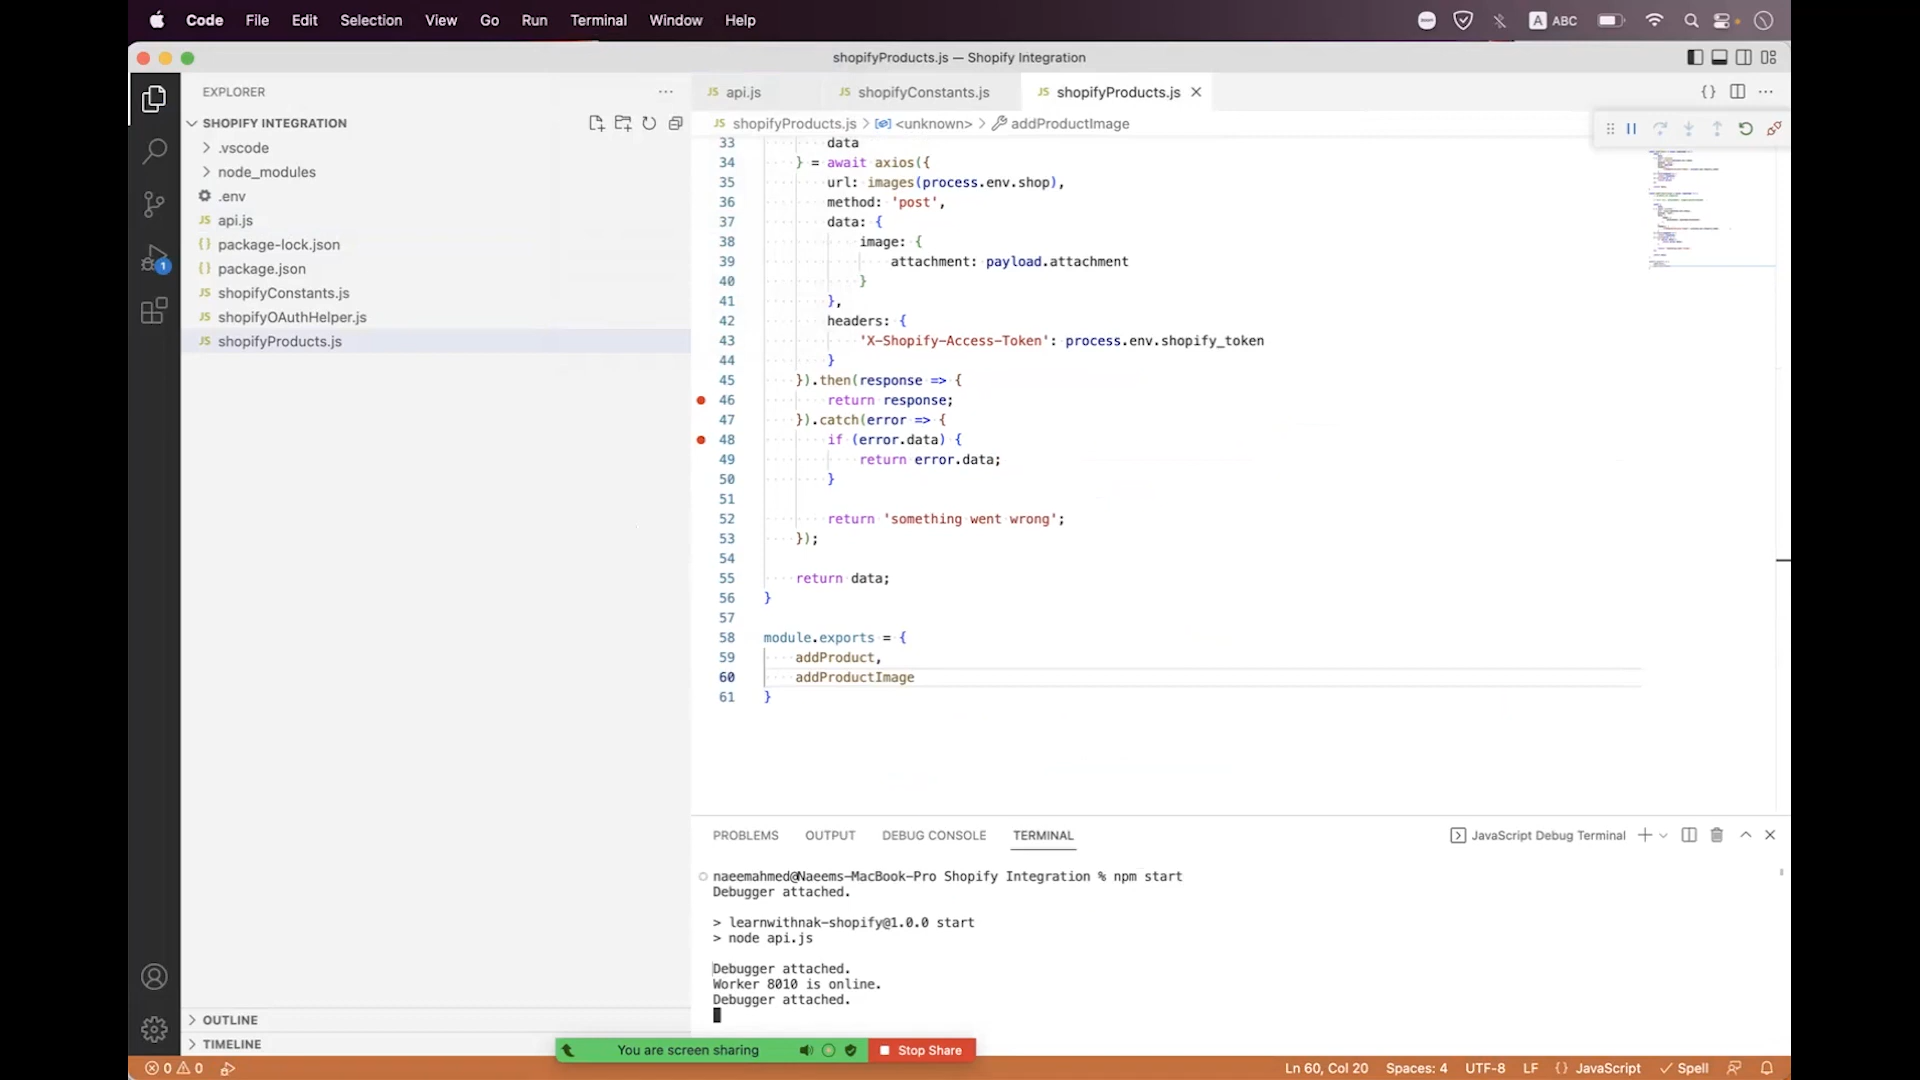 Code File Edit Selection View Go Run Terminal Window Help
A ABC
shopifyProducts.js — Shopify Integration
EXPLORER
SHOPIFY INTEGRATION
.vscode
node_modules
.env
JS api.js
{} package-lock.json
{} package.json
JS shopifyConstants.js
JS shopifyOAuthHelper.js
JS shopifyProducts.js
1
OUTLINE
TIMELINE
JS api.js JS shopifyConstants.js JS shopifyProducts.js
JS shopifyProducts.js > <unknown> > addProductImage
33 data
34 } = await axios({
35 url: images(process.env.shop),
36 method: 'post',
37 data: {
38 image: {
39 attachment: payload.attachment
40 }
41 },
42 headers: {
43 'X-Shopify-Access-Token': process.env.shopify_token
44 }
45 }).then(response => {
46 return response;
47 }).catch(error => {
48 if (error.data) {
49 return error.data;
50 }
51
52 return 'something went wrong';
53 });
54
55 return data;
56 }
57
58 module.exports = {
59 addProduct,
60 addProductImage
61 }
PROBLEMS OUTPUT DEBUG CONSOLE TERMINAL
JavaScript Debug Terminal
naeemahmed@Naeems-MacBook-Pro Shopify Integration % npm start
Debugger attached.
> learnwithnak-shopify@1.0.0 start
> node api.js
Debugger attached.
Worker 8010 is online.
Debugger attached.
You are screen sharing Stop Share
0 0
Ln 60, Col 20 Spaces: 4 UTF-8 LF {} JavaScript Spell